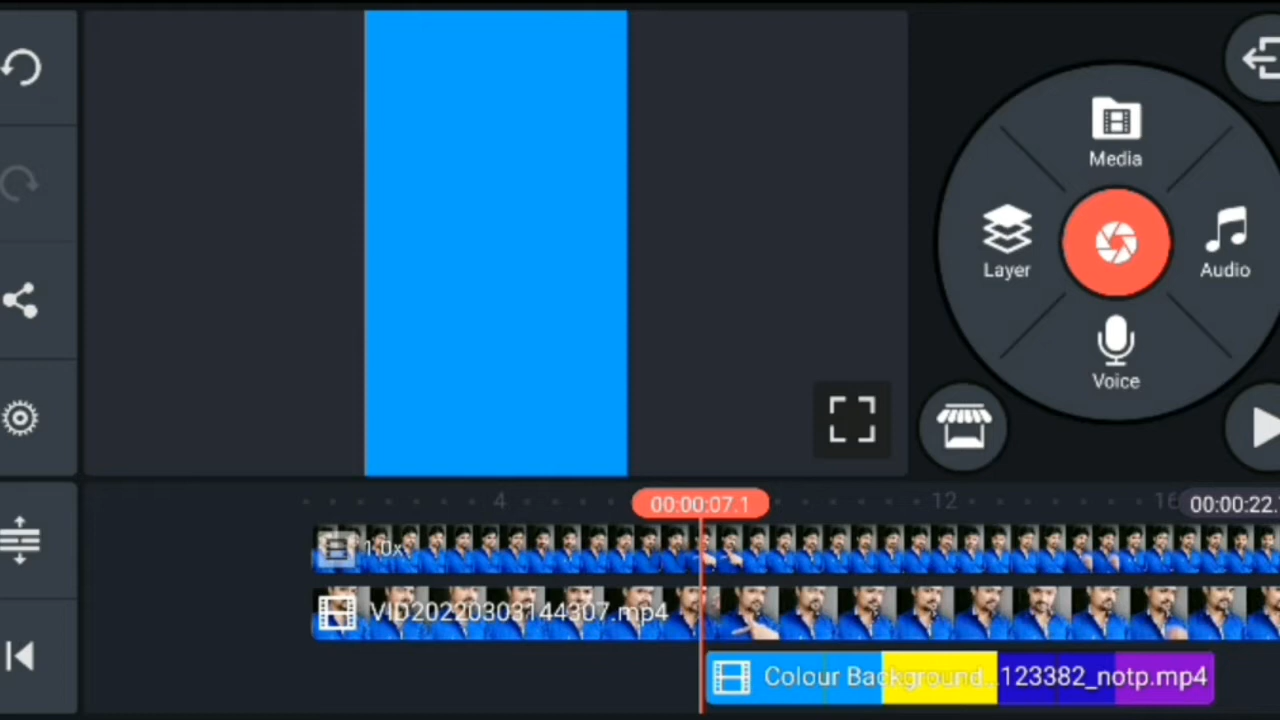 Media
Layer
Audio
Voice
4
00:00:07.1
12
16
00:00:22.
1.0x
VID20220303144307.mp4
Colour Background...123382_notp.mp4